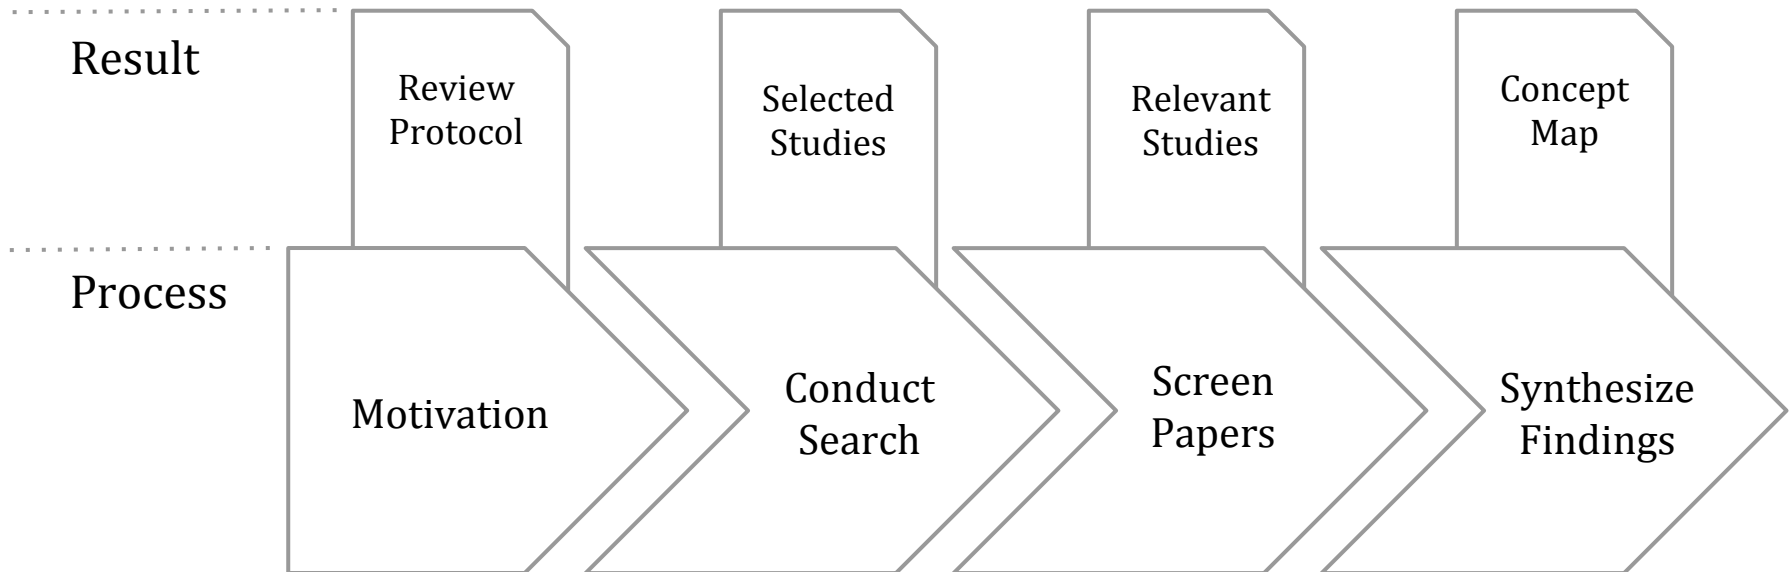 Result
Review
Protocol
Selected
Studies
Relevant
Studies
Concept
Map
Process
Motivation
Conduct
Search
Screen
Papers
Synthesize
Findings